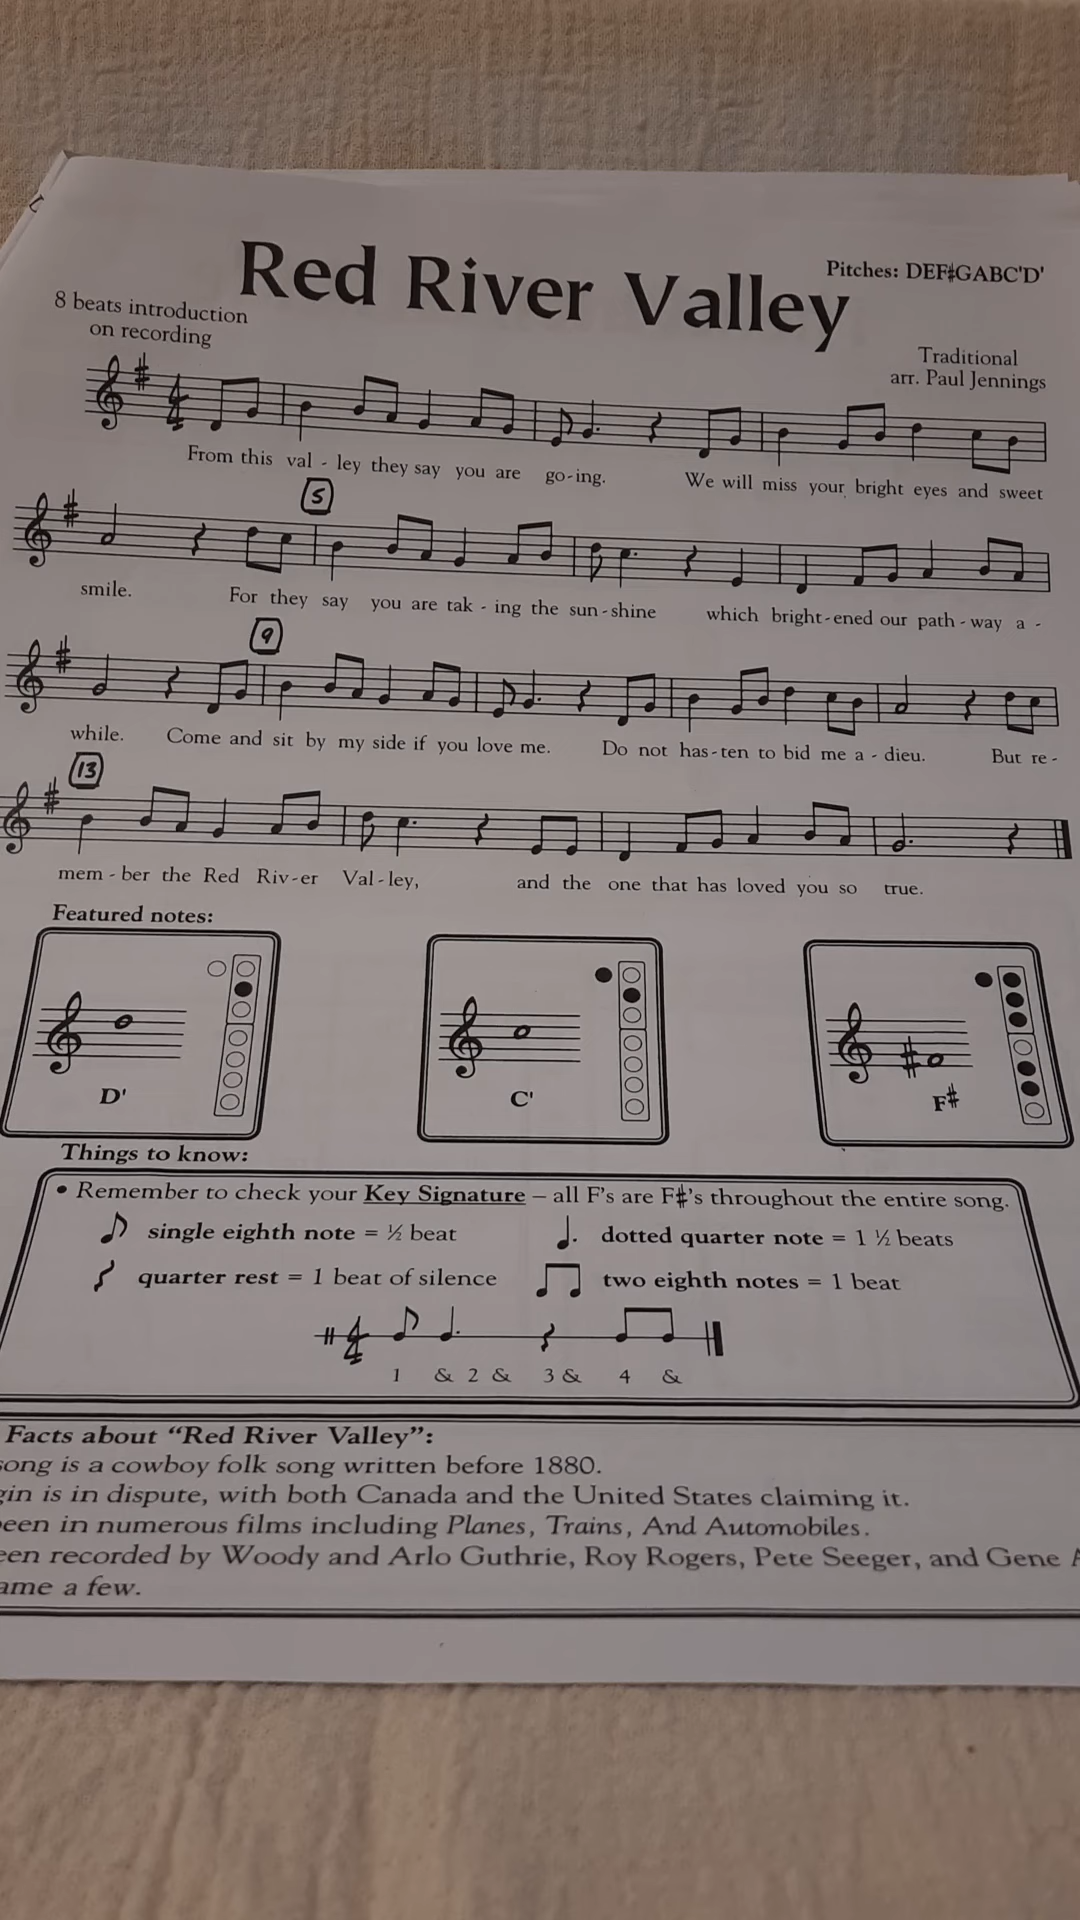 Red River Valley
Pitches: DEF♯GABC'D'
8 beats introduction
on recording
Traditional
arr. Paul Jennings
From this val - ley they say you are go-ing. We will miss your bright eyes and sweet
5
smile. For they say you are tak - ing the sun-shine which bright-ened our path-way a -
9
while. Come and sit by my side if you love me. Do not has-ten to bid me a - dieu. But re -
13
mem - ber the Red Riv-er Val-ley, and the one that has loved you so true.
Featured notes:
D' C' F♯
Things to know:
• Remember to check your Key Signature – all F's are F♯'s throughout the entire song.
single eighth note = ½ beat dotted quarter note = 1 ½ beats
quarter rest = 1 beat of silence two eighth notes = 1 beat
1 & 2 & 3 & 4 &
Facts about “Red River Valley”:
song is a cowboy folk song written before 1880.
is in dispute, with both Canada and the United States claiming it.
been in numerous films including Planes, Trains, And Automobiles.
been recorded by Woody and Arlo Guthrie, Roy Rogers, Pete Seeger, and Gene
a few.